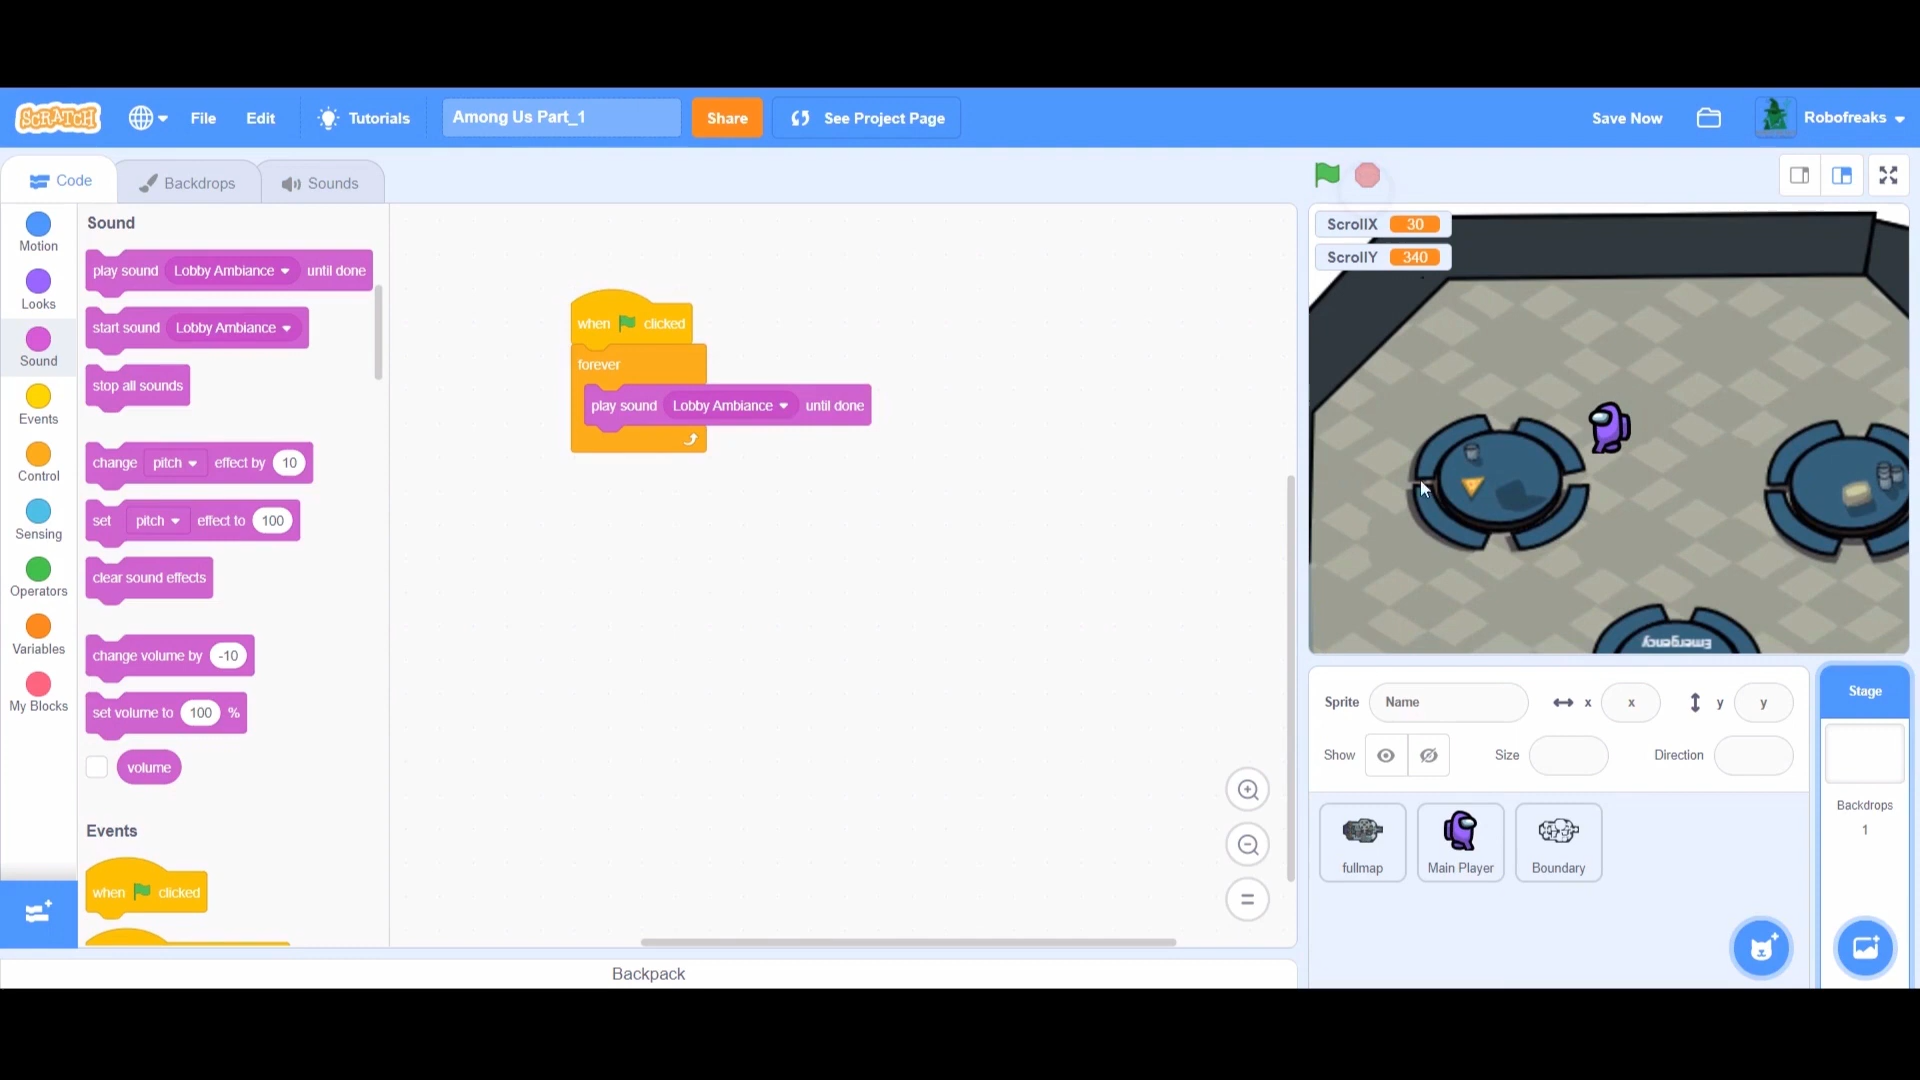 SCRATCH File Edit Tutorials Among Us Part_1 Share See Project Page Save Now Robofreaks
Code Backdrops Sounds
Motion
Looks
Sound
Events
Control
Sensing
Operators
Variables
My Blocks
Sound
play sound Lobby Ambiance until done
start sound Lobby Ambiance
stop all sounds
change pitch effect by 10
set pitch effect to 100
clear sound effects
change volume by -10
set volume to 100 %
volume
Events
when clicked
when clicked
forever
play sound Lobby Ambiance until done
Backpack
ScrollX 30
ScrollY 340
Emergency
Sprite Name x x y y
Show Size Direction
fullmap Main Player Boundary
Stage
Backdrops
1